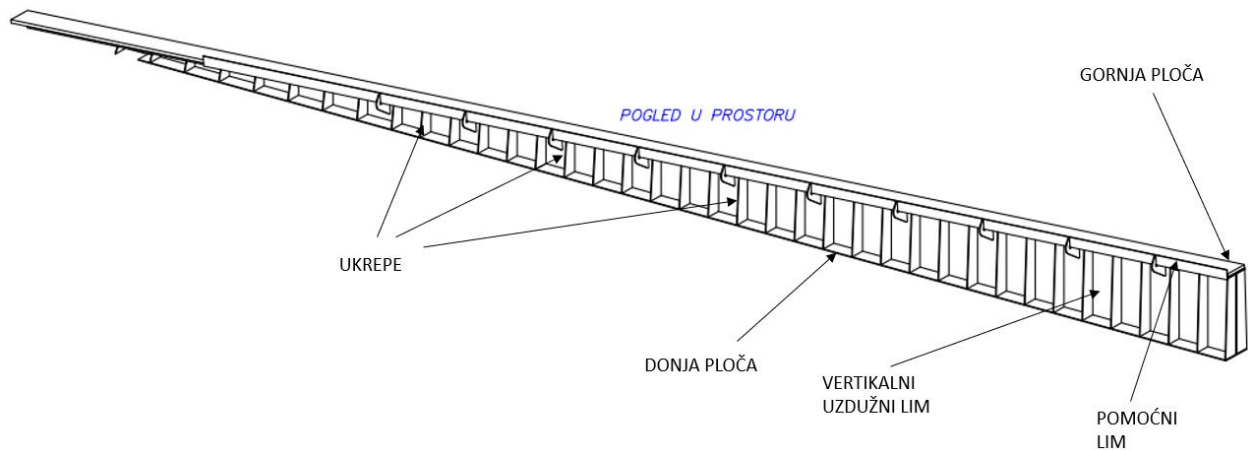 GORNJA PLOČA
POGLED U PROSTORU
UKREPE
DONJA PLOČA
VERTIKALNI
UZDUŽNI LIM
POMOĆNI
LIM